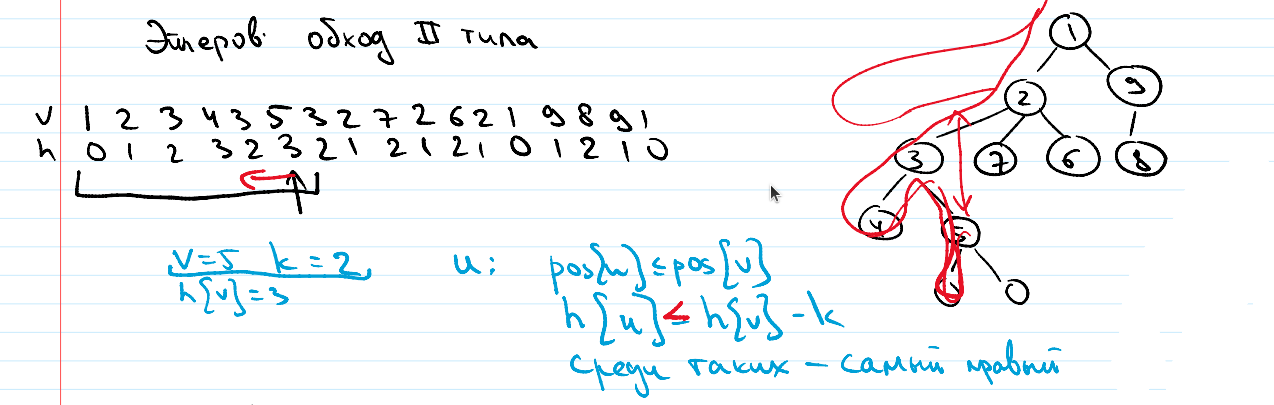 Эйлеров обход II типа
v 1 2 3 4 3 5 3 2 7 2 6 2 1 9 8 9 1
h 0 1 2 3 2 3 2 1 2 1 2 1 0 1 2 1 0
v=5 k=2
h[v]=3
u: pos[u]≤pos[v]
h[u]≤h[v]-k
среди таких - самый правый
1
2 9
3 7 6 8
4 5